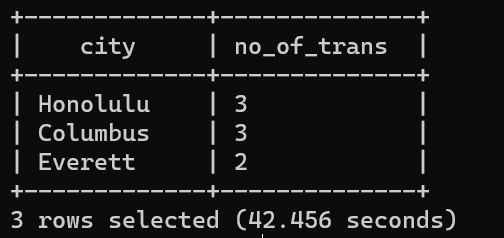 +-------------+---------------+
|    city     | no_of_trans  |
+-------------+---------------+
| Honolulu    | 3             |
| Columbus    | 3             |
| Everett     | 2             |
+-------------+---------------+
3 rows selected (42.456 seconds)